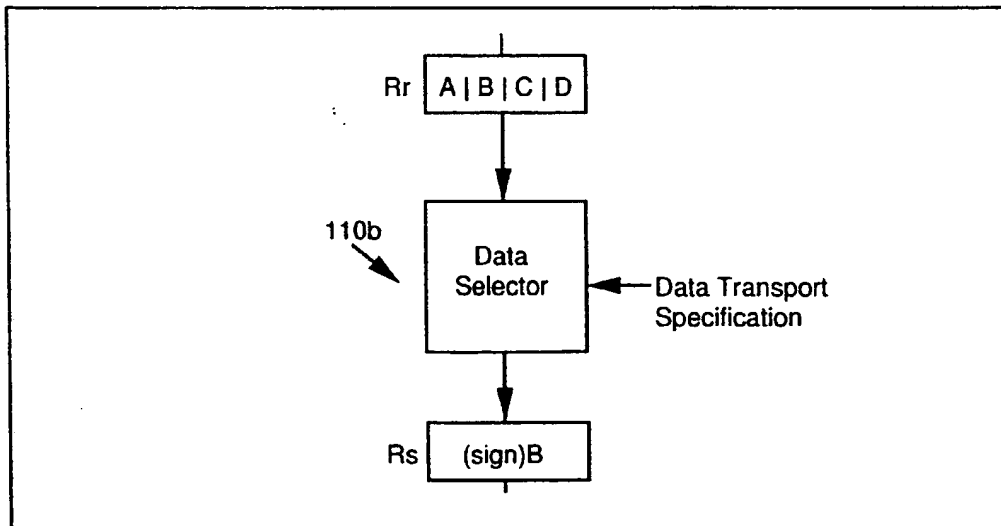 Rr
A | B | C | D
110b
Data
Selector
Data Transport
Specification
Rs
(sign)B